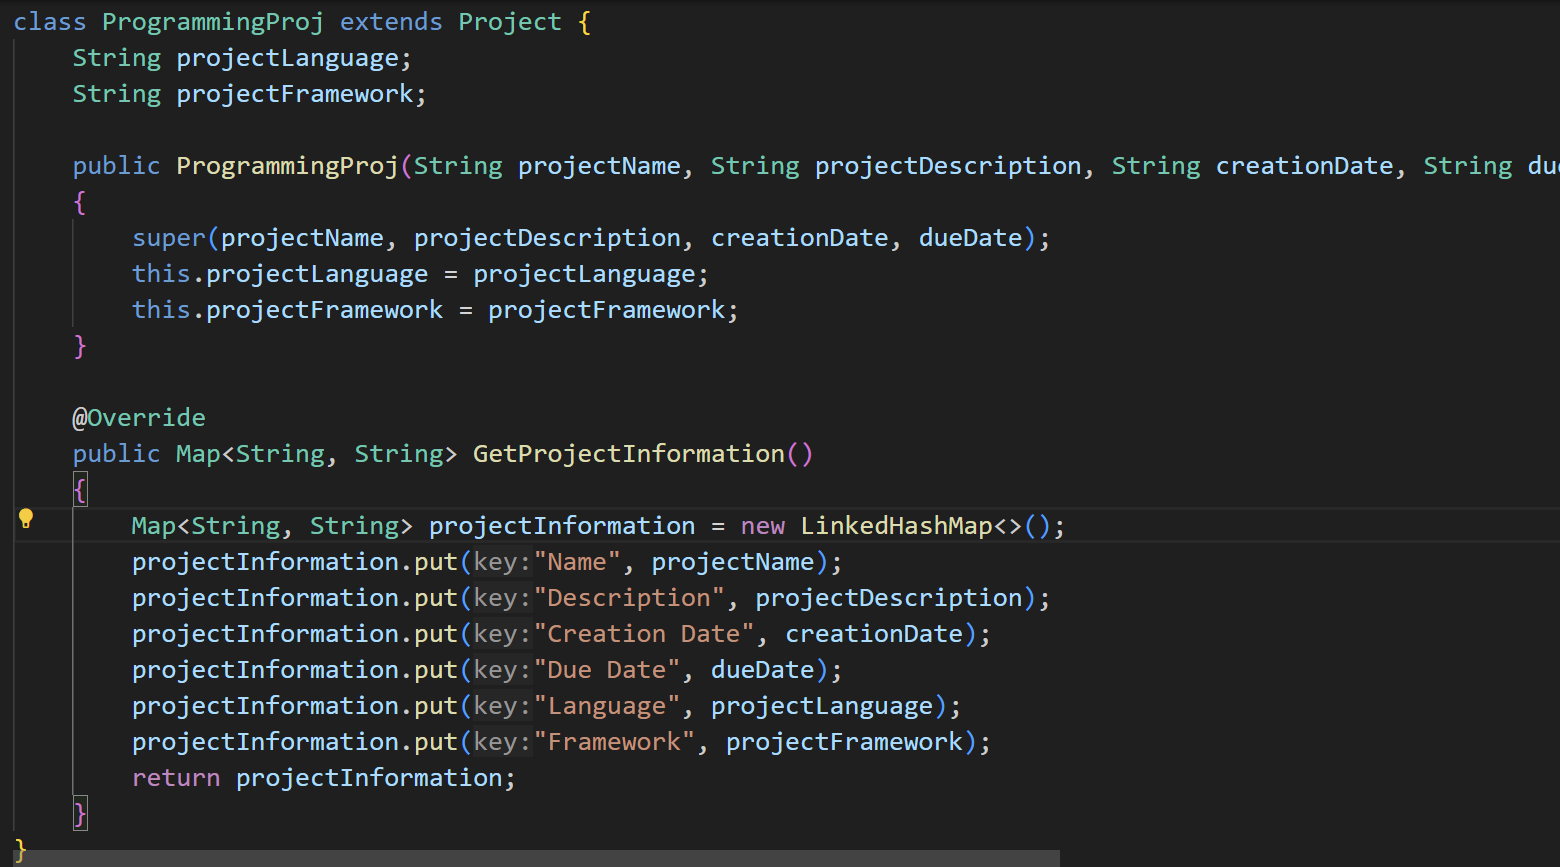 class ProgrammingProj extends Project {
String projectLanguage;
String projectFramework;
public ProgrammingProj(String projectName, String projectDescription, String creationDate, String
{
super(projectName, projectDescription, creationDate, dueDate);
this.projectLanguage = projectLanguage;
this.projectFramework = projectFramework;
}
@Override
public Map<String, String> GetProjectInformation()
{
Map<String, String> projectInformation = new LinkedHashMap<>();
projectInformation.put(key:"Name", projectName);
projectInformation.put(key:"Description", projectDescription);
projectInformation.put(key:"Creation Date", creationDate);
projectInformation.put(key:"Due Date", dueDate);
projectInformation.put(key:"Language", projectLanguage);
projectInformation.put(key:"Framework", projectFramework);
return projectInformation;
}
}